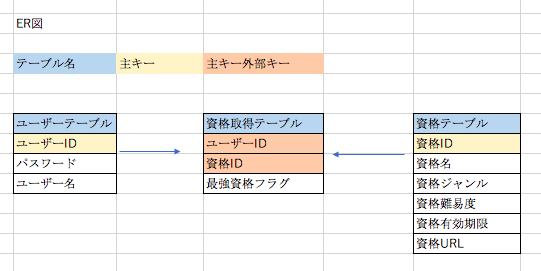 ER図
テーブル名 主キー 主キー外部キー
ユーザーテーブル 資格取得テーブル 資格テーブル
ユーザーID ユーザーID 資格ID
パスワード 資格ID 資格名
ユーザー名 最強資格フラグ 資格ジャンル
資格難易度
資格有効期限
資格URL